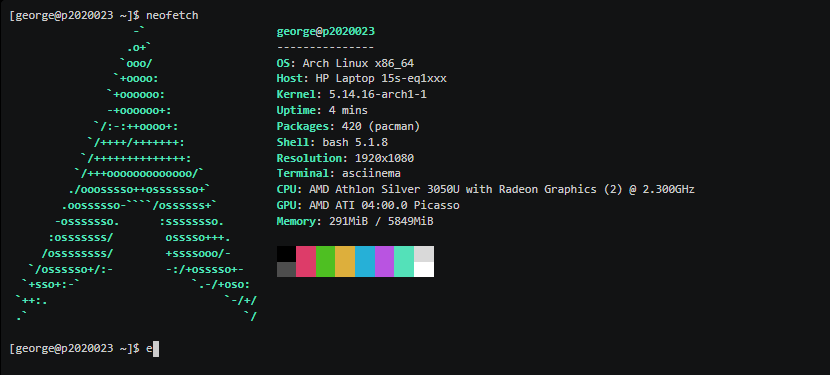 [george@p2020023 ~]$ neofetch
                   -`
                  .o+`
                 `ooo/
                `+oooo:
               `+oooooo:
               -+oooooo+:
             `/:-:++oooo+:
            `/++++/+++++++:
           `/++++++++++++++:
          `/+++ooooooooooooo/`
         ./ooosssso++osssssso+`
        .oossssso-````/ossssss+`
       -osssssso.      :ssssssso.
      :osssssss/        osssso+++.
     /ossssssss/        +ssssooo/-
   `/ossssso+/:-        -:/+osssso+-
  `+sso+:-`                 `.-/+oso:
 `++:.                           `-/+/
 .`                                 `/
george@p2020023
---------------
OS: Arch Linux x86_64
Host: HP Laptop 15s-eq1xxx
Kernel: 5.14.16-arch1-1
Uptime: 4 mins
Packages: 420 (pacman)
Shell: bash 5.1.8
Resolution: 1920x1080
Terminal: asciinema
CPU: AMD Athlon Silver 3050U with Radeon Graphics (2) @ 2.300GHz
GPU: AMD ATI 04:00.0 Picasso
Memory: 291MiB / 5849MiB
[george@p2020023 ~]$ e